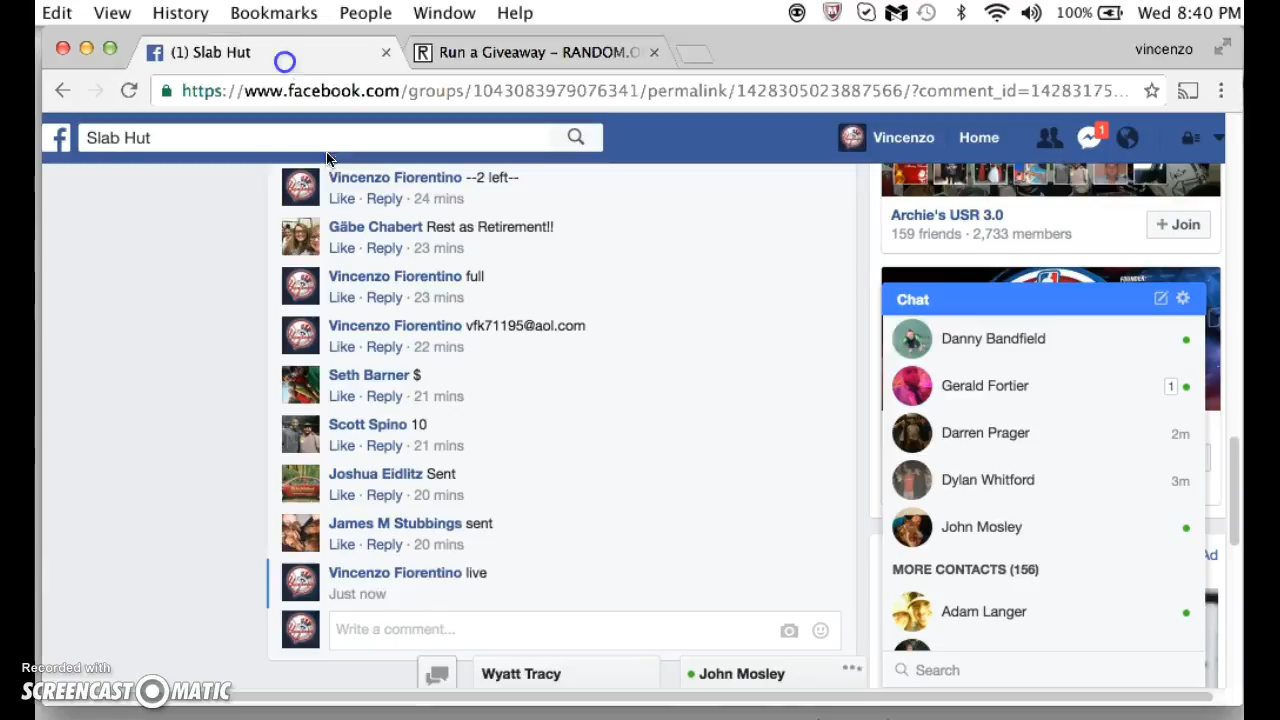 Edit View History Bookmarks People Window Help 100% Wed 8:40 PM
(1) Slab Hut × R Run a Giveaway – RANDOM.O × vincenzo
https://www.facebook.com/groups/1043083979076341/permalink/1428305023887566/?comment_id=14283175...
f Slab Hut Vincenzo Home 1
Vincenzo Fiorentino --2 left--
Like · Reply · 24 mins
Gäbe Chabert Rest as Retirement!!
Like · Reply · 23 mins
Vincenzo Fiorentino full
Like · Reply · 23 mins
Vincenzo Fiorentino vfk71195@aol.com
Like · Reply · 22 mins
Seth Barner $
Like · Reply · 21 mins
Scott Spino 10
Like · Reply · 21 mins
Joshua Eidlitz Sent
Like · Reply · 20 mins
James M Stubbings sent
Like · Reply · 20 mins
Vincenzo Fiorentino live
Just now
Write a comment...
Wyatt Tracy John Mosley
Archie's USR 3.0
159 friends · 2,733 members
+ Join
Chat
Danny Bandfield
Gerald Fortier 1
Darren Prager 2m
Dylan Whitford 3m
John Mosley
MORE CONTACTS (156)
Ad
Adam Langer
Search
Recorded with
SCREENCAST-O-MATIC